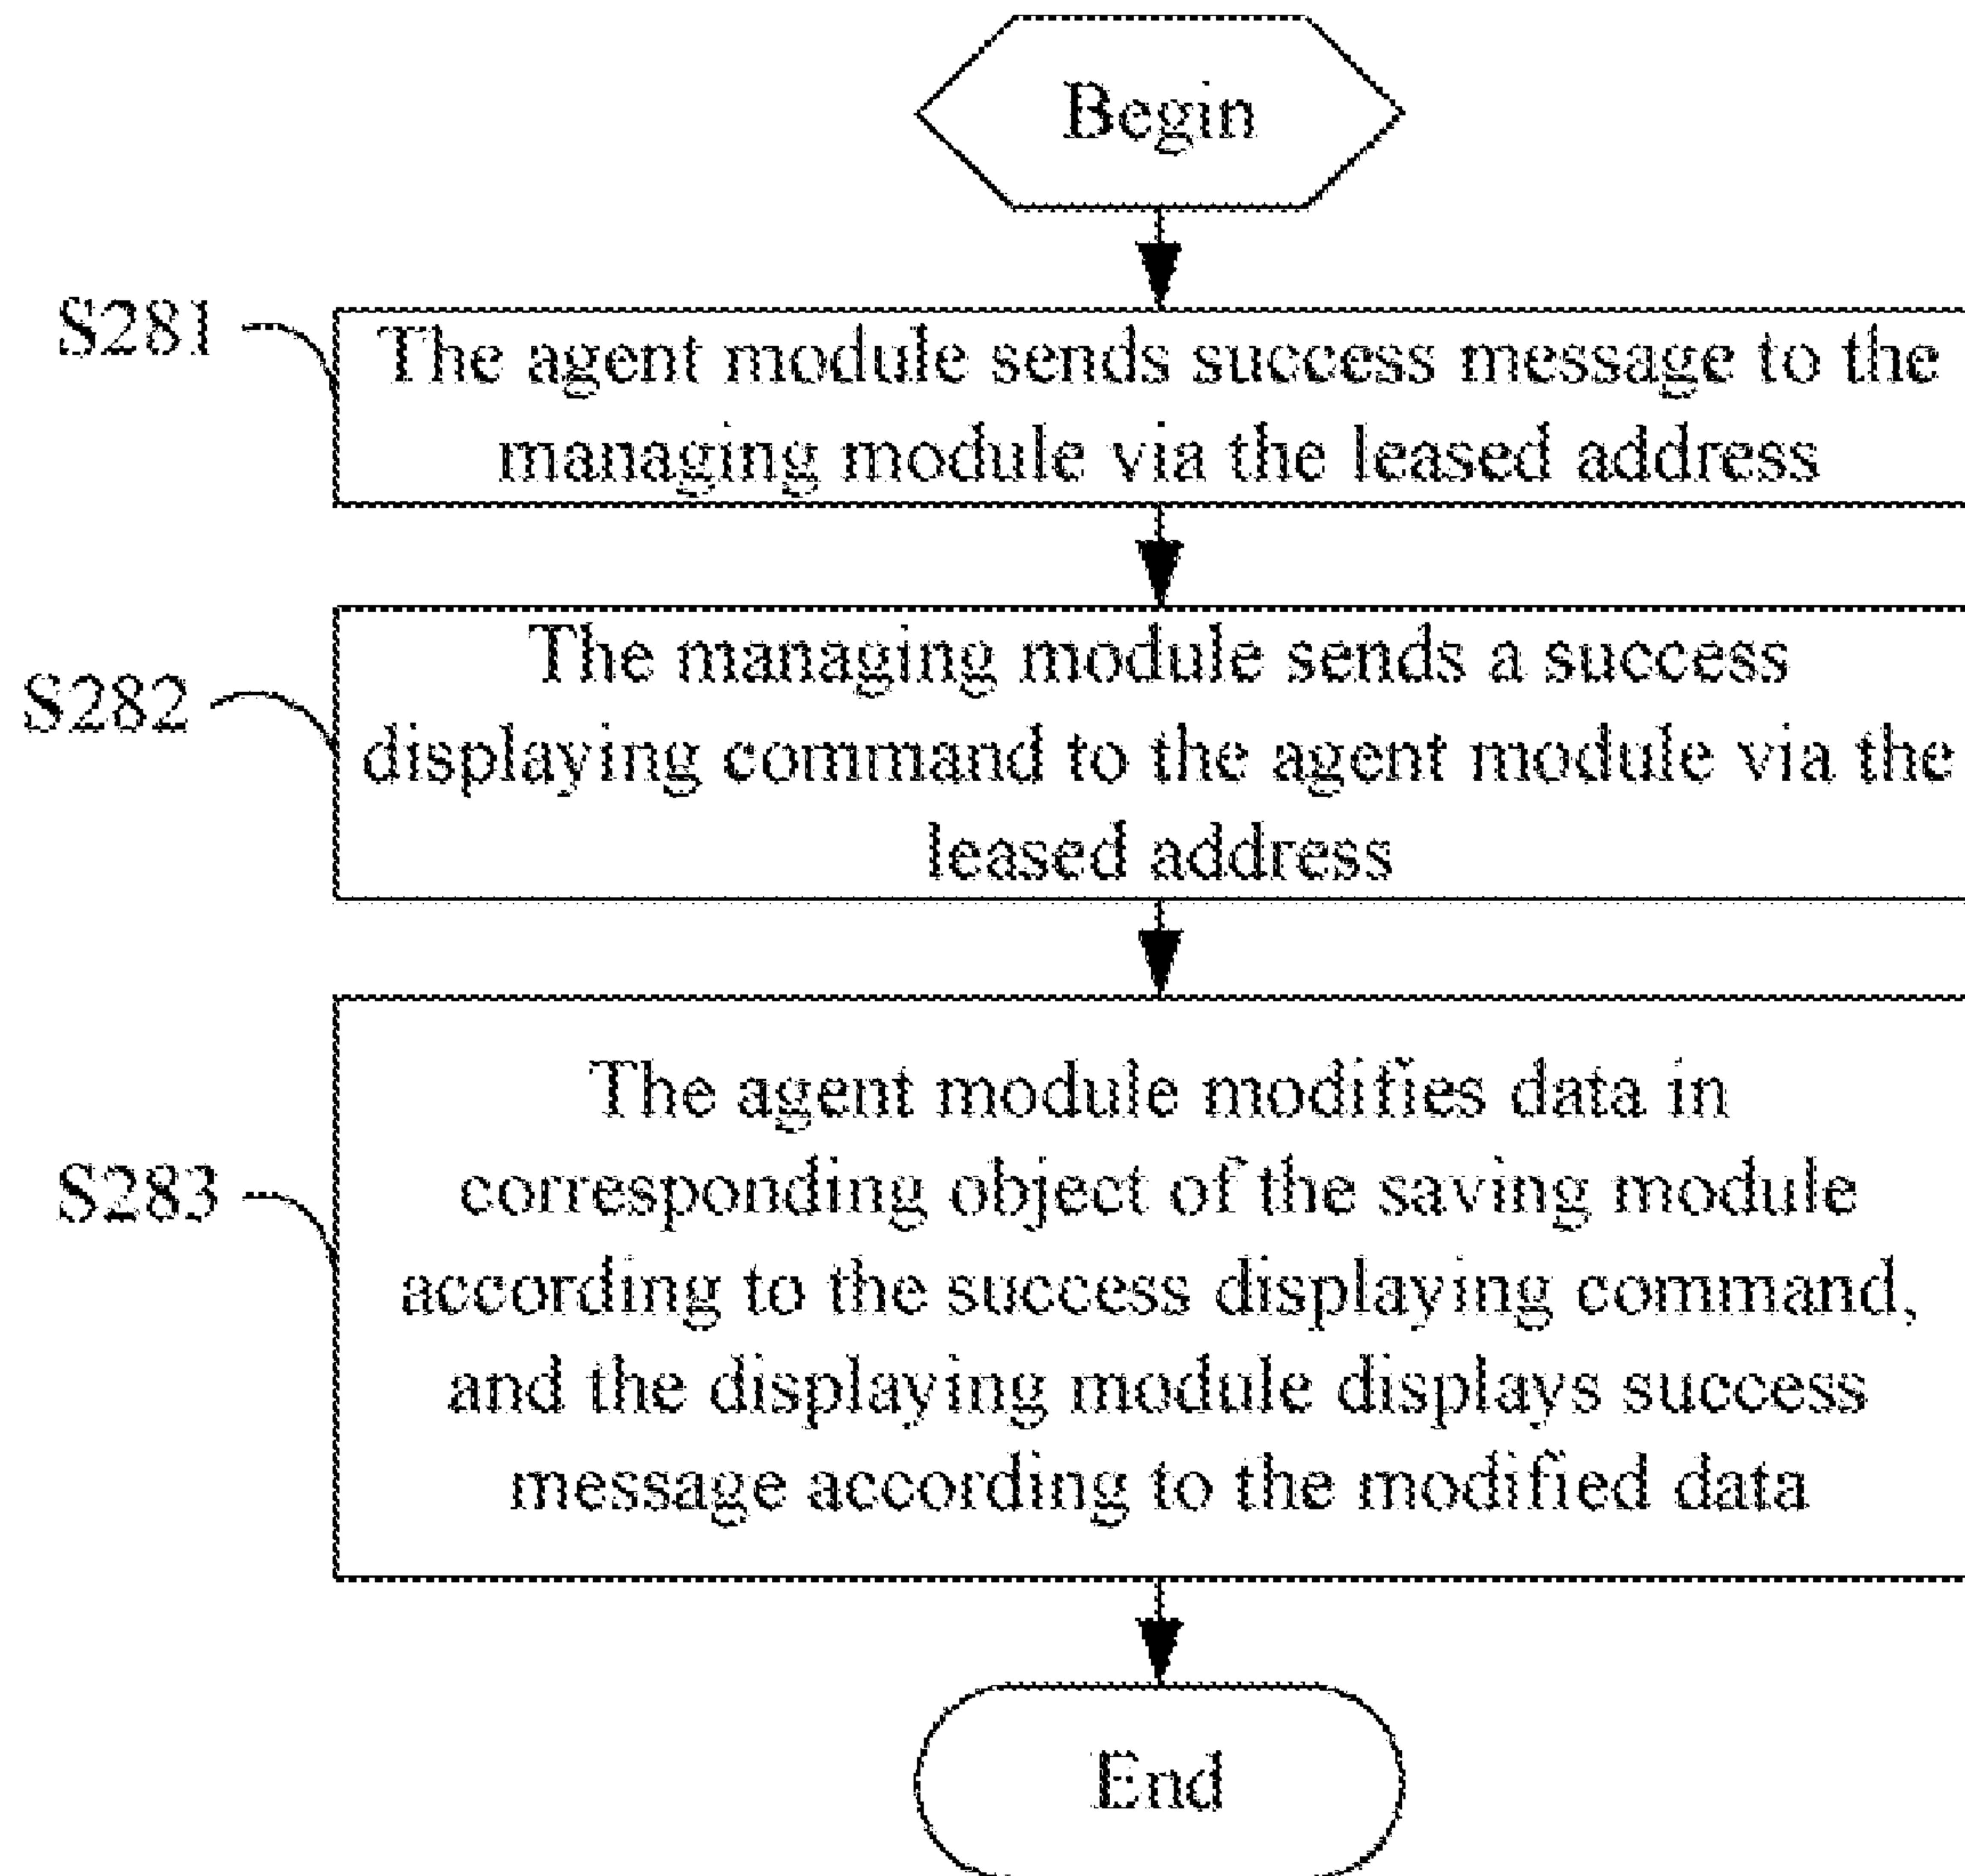 Begin
S281
The agent module sends success message to the
managing module via the leased address
S282
The managing module sends a success
displaying command to the agent module via the
leased address
S283
The agent module modifies data in
corresponding object of the saving module
according to the success displaying command,
and the displaying module displays success
message according to the modified data
End